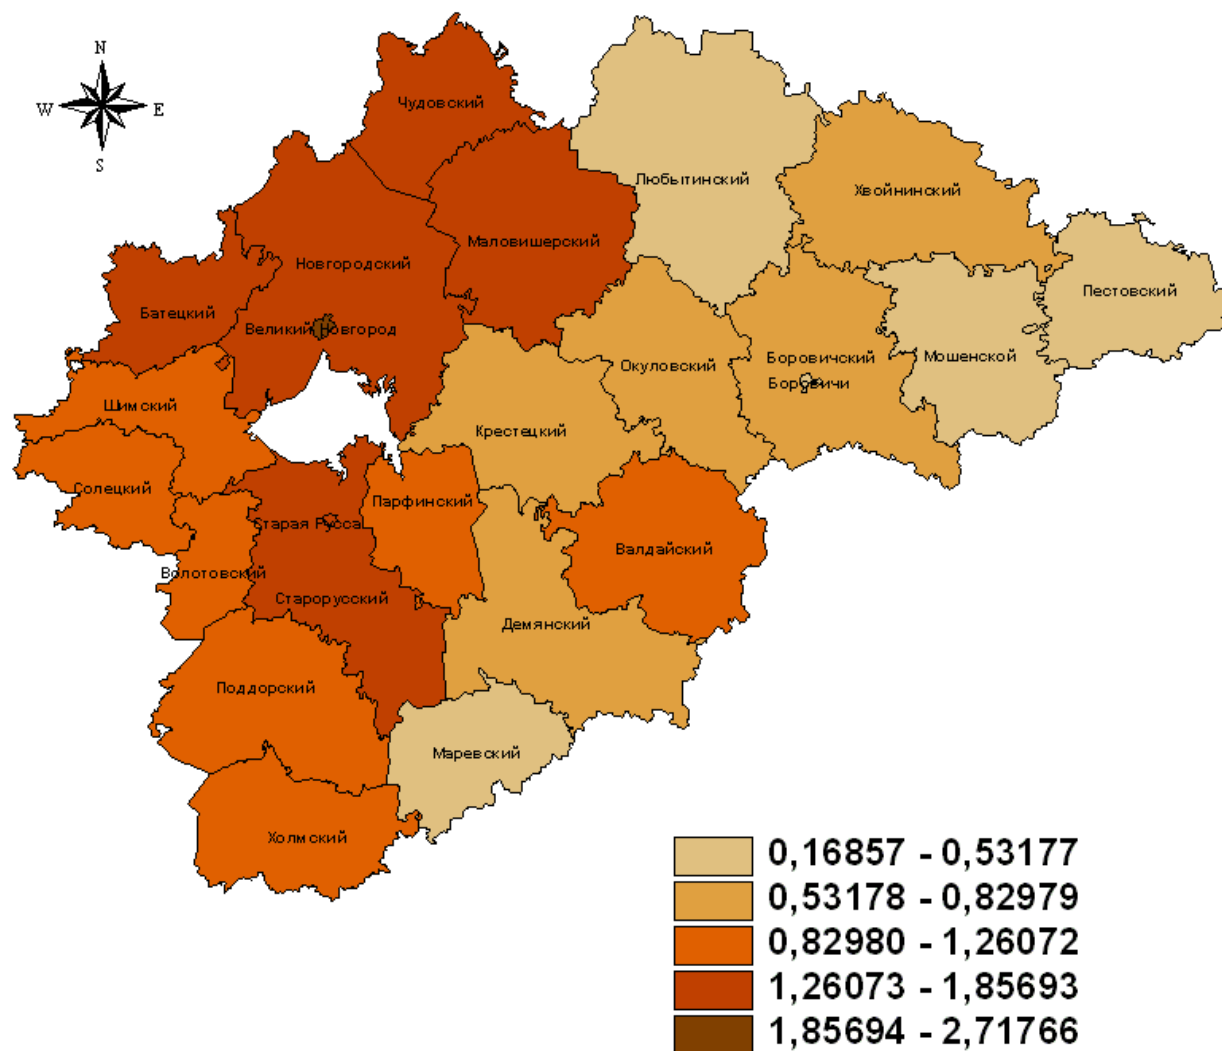 N
W E
S
Чудовский
Любытинский
Хвойнинский
Маловишерский
Новгородский
Пестовский
Батецкий
Великий Новгород
Мошенской
Боровичский
Окуловский
Боровичи
Шимский
Крестецкий
Солецкий
Парфинский
Старая Русса
Валдайский
Волотовский
Старорусский
Демянский
Поддорский
Маревский
Холмский
0,16857 - 0,53177
0,53178 - 0,82979
0,82980 - 1,26072
1,26073 - 1,85693
1,85694 - 2,71766